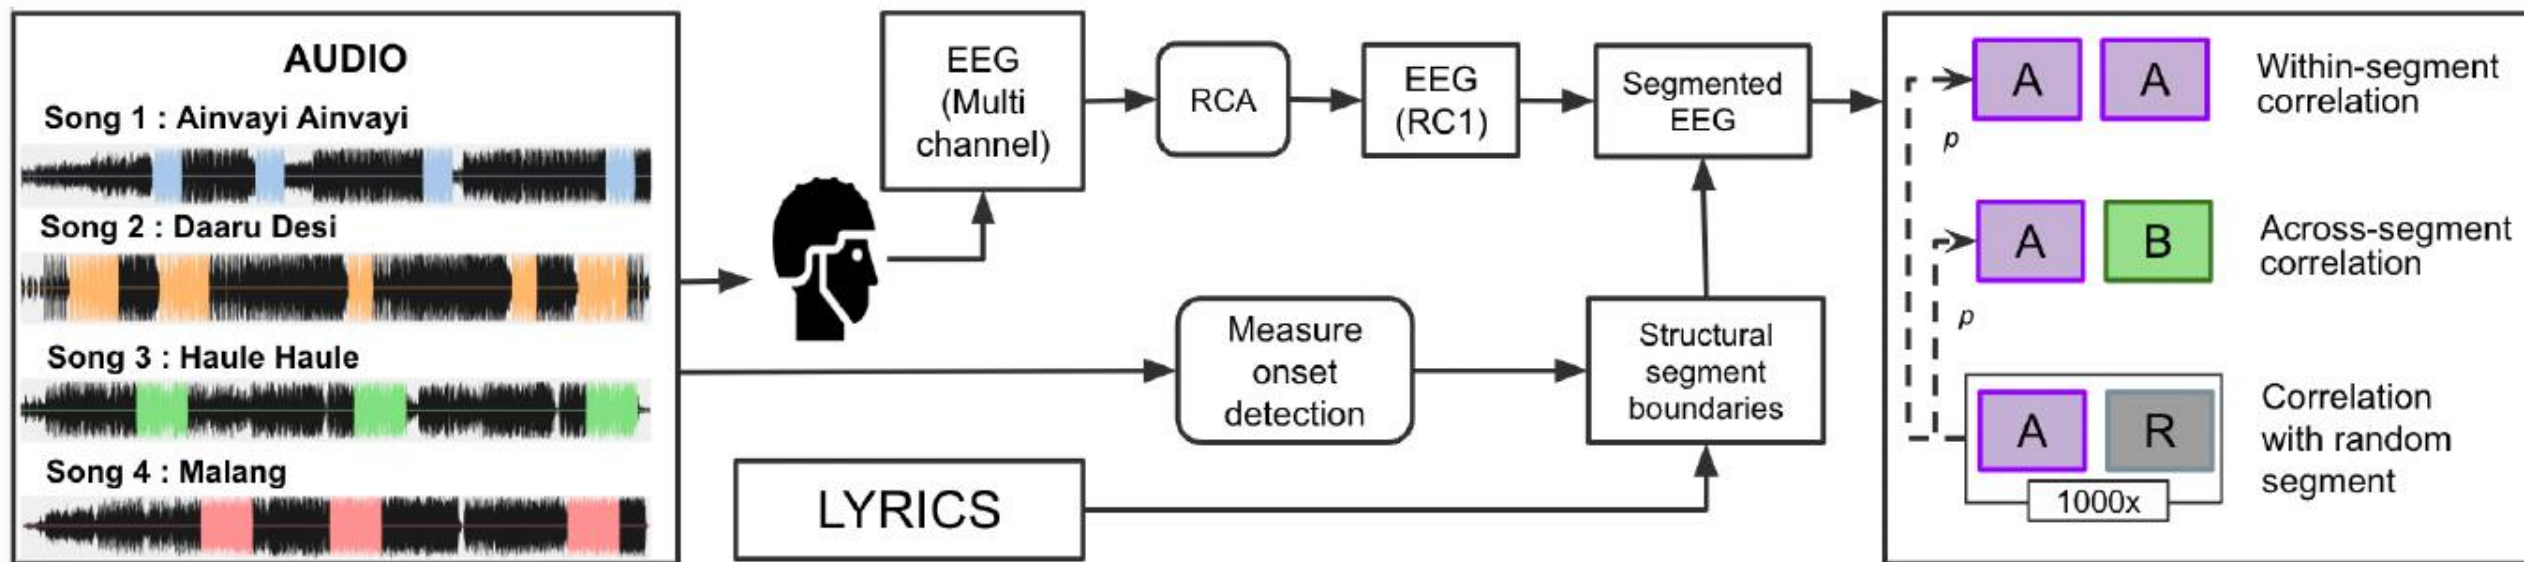 AUDIO
Song 1 : Ainvayi Ainvayi
Song 2 : Daaru Desi
Song 3 : Haule Haule
Song 4 : Malang
EEG
(Multi
channel)
RCA
EEG
(RC1)
Segmented
EEG
Measure
onset
detection
Structural
segment
boundaries
LYRICS
A A
Within-segment
correlation
p
A B
Across-segment
correlation
p
A R
1000x
Correlation
with random
segment